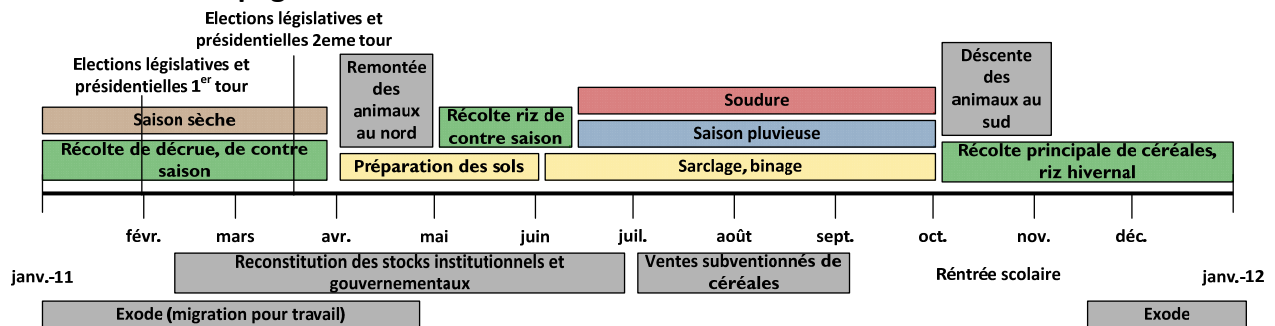 Elections législatives et
présidentielles 2eme tour
Elections législatives et
présidentielles 1er tour
Remontée
des
animaux
au nord
Déscente
des
animaux au
sud
Saison sèche
Récolte riz de
contre saison
Soudure
Saison pluvieuse
Récolte de décrue, de contre
saison
Préparation des sols
Sarclage, binage
Récolte principale de céréales,
riz hivernal
févr.
mars
avr.
mai
juin
juil.
août
sept.
oct.
nov.
déc.
janv.-11
Reconstitution des stocks institutionnels et
gouvernementaux
Ventes subventionnés de
céréales
Réntrée scolaire
janv.-12
Exode (migration pour travail)
Exode